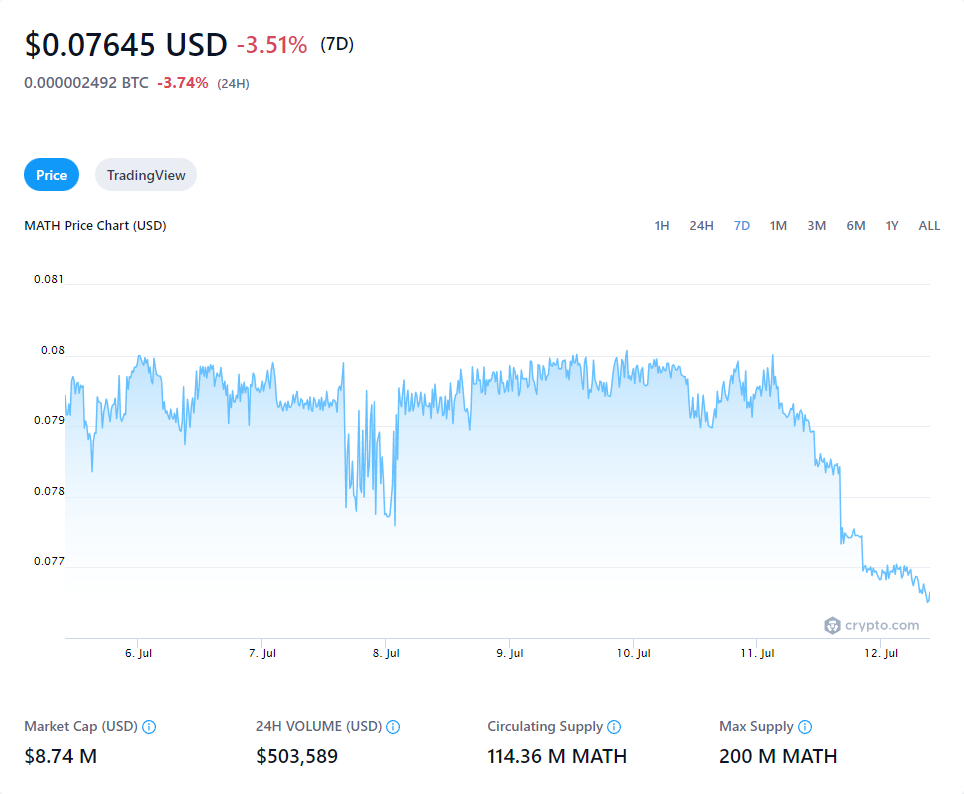 $0.07645 USD -3.51% (7D)
0.000002492 BTC -3.74% (24H)
Price TradingView
MATH Price Chart (USD) 1H 24H 7D 1M 3M 6M 1Y ALL
0.081
0.08
0.079
0.078
0.077
crypto.com
6. Jul 7. Jul 8. Jul 9. Jul 10. Jul 11. Jul 12. Jul
Market Cap (USD) 24H VOLUME (USD) Circulating Supply Max Supply
$8.74 M $503,589 114.36 M MATH 200 M MATH